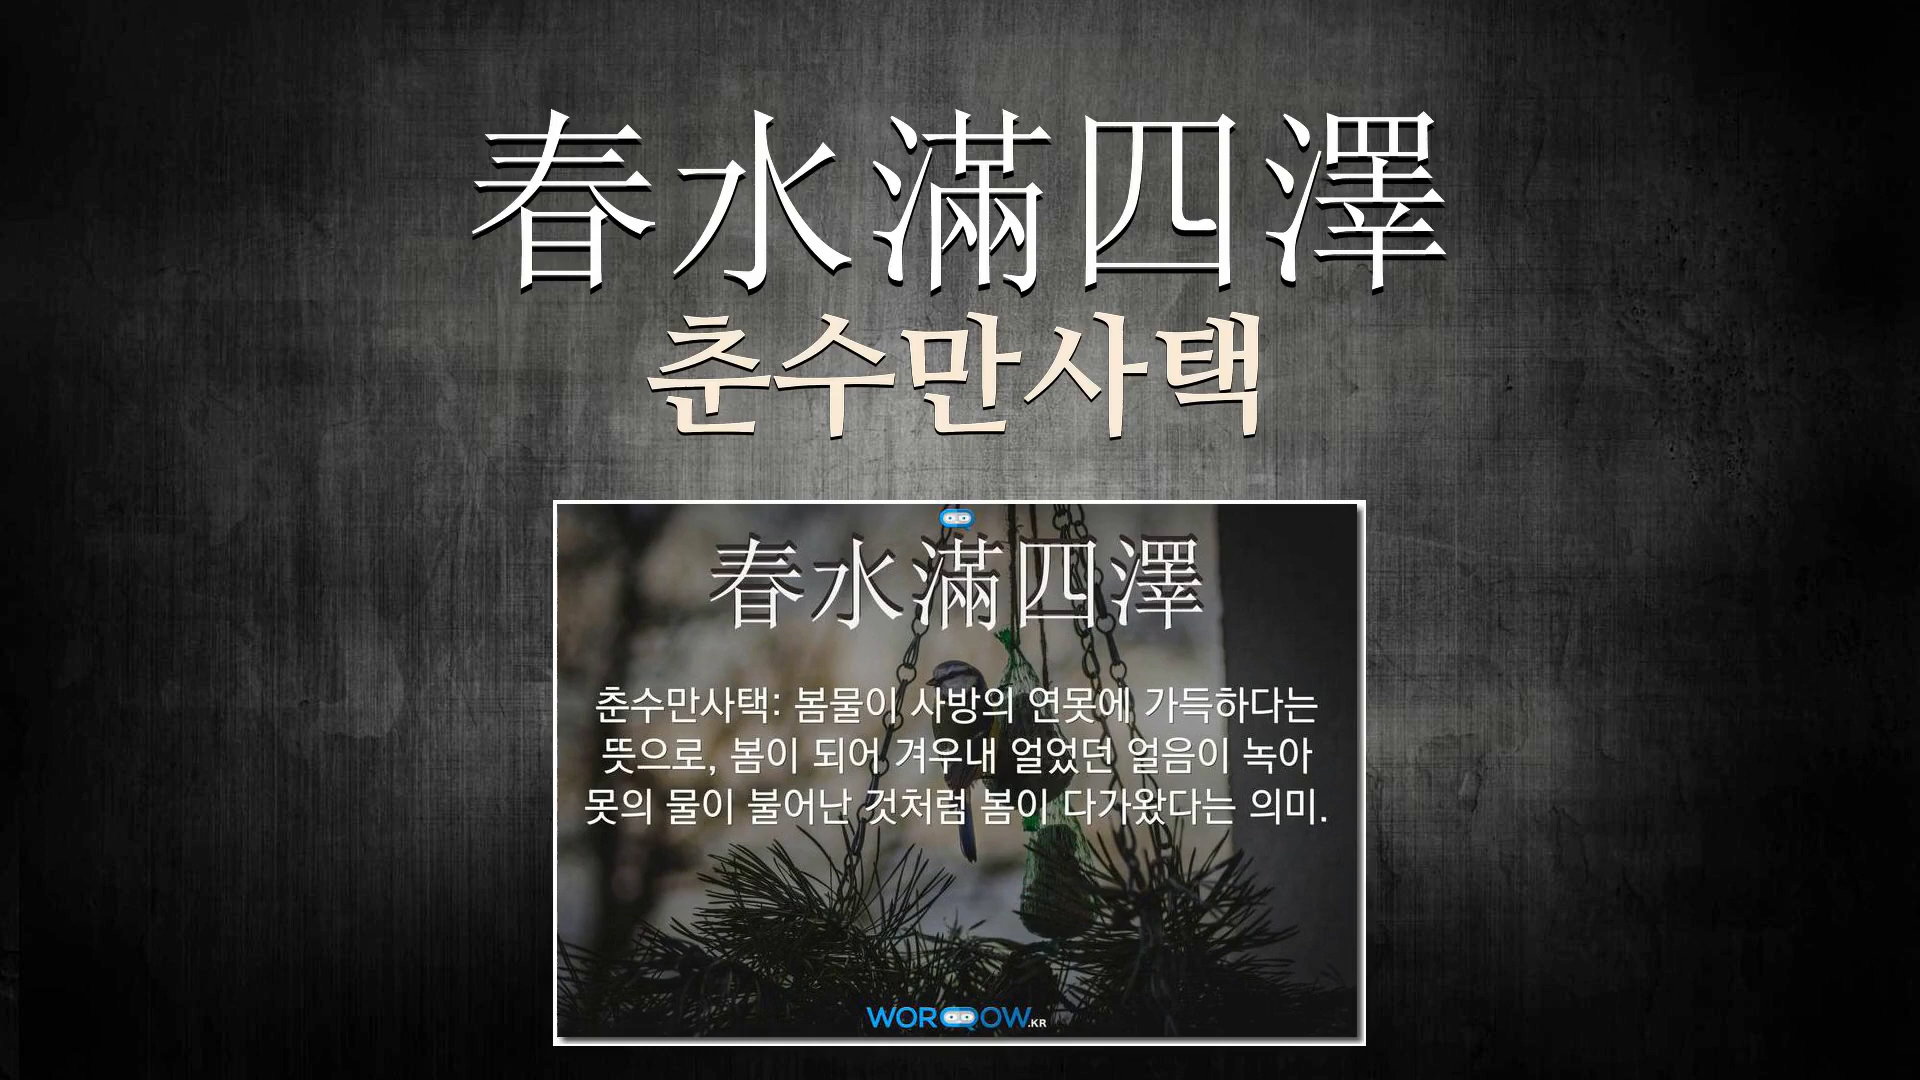 春水滿四澤
춘수만사택
春水滿四澤
춘수만사택: 봄물이 사방의 연못에 가득하다는
뜻으로, 봄이 되어 겨우내 얼었던 얼음이 녹아
못의 물이 불어난 것처럼 봄이 다가왔다는 의미.
WORDROW.KR